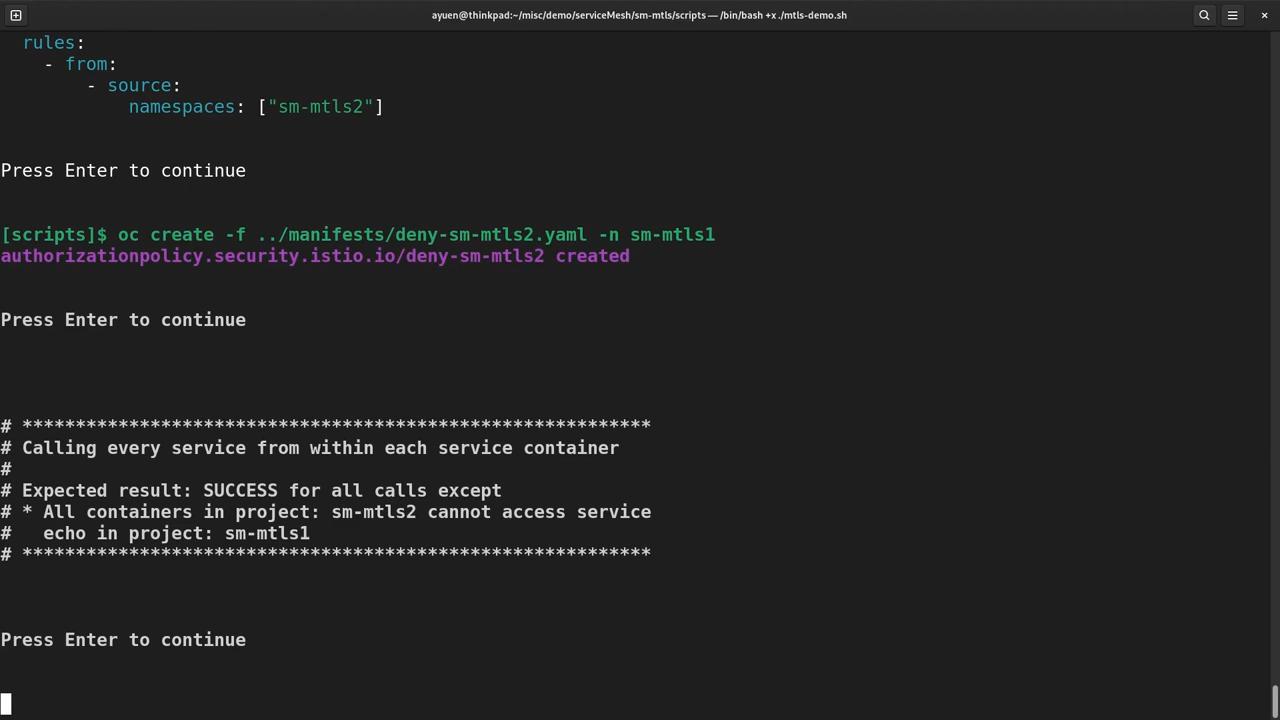 ayuen@thinkpad:~/misc/demo/serviceMesh/sm-mtls/scripts — /bin/bash +x ./mtls-demo.sh
rules:
- from:
- source:
namespaces: ["sm-mtls2"]
Press Enter to continue
[scripts]$ oc create -f ../manifests/deny-sm-mtls2.yaml -n sm-mtls1
authorizationpolicy.security.istio.io/deny-sm-mtls2 created
Press Enter to continue
# ***********************************************************
# Calling every service from within each service container
#
# Expected result: SUCCESS for all calls except
# * All containers in project: sm-mtls2 cannot access service
#   echo in project: sm-mtls1
# ***********************************************************
Press Enter to continue